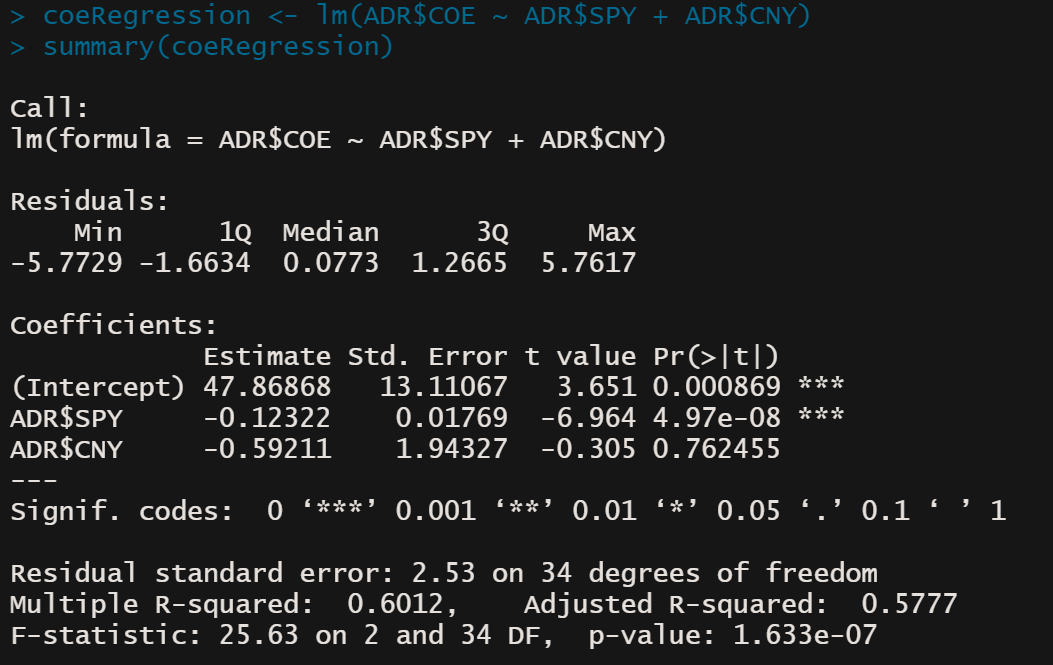 > coeRegression <- lm(ADR$COE ~ ADR$SPY + ADR$CNY)
> summary(coeRegression)

Call:
lm(formula = ADR$COE ~ ADR$SPY + ADR$CNY)

Residuals:
    Min      1Q  Median      3Q     Max
-5.7729 -1.6634  0.0773  1.2665  5.7617

Coefficients:
            Estimate Std. Error t value Pr(>|t|)
(Intercept) 47.86868   13.11067   3.651 0.000869 ***
ADR$SPY     -0.12322    0.01769  -6.964 4.97e-08 ***
ADR$CNY     -0.59211    1.94327  -0.305 0.762455
---
Signif. codes:  0 ‘***’ 0.001 ‘**’ 0.01 ‘*’ 0.05 ‘.’ 0.1 ‘ ’ 1

Residual standard error: 2.53 on 34 degrees of freedom
Multiple R-squared:  0.6012,    Adjusted R-squared:  0.5777
F-statistic: 25.63 on 2 and 34 DF,  p-value: 1.633e-07